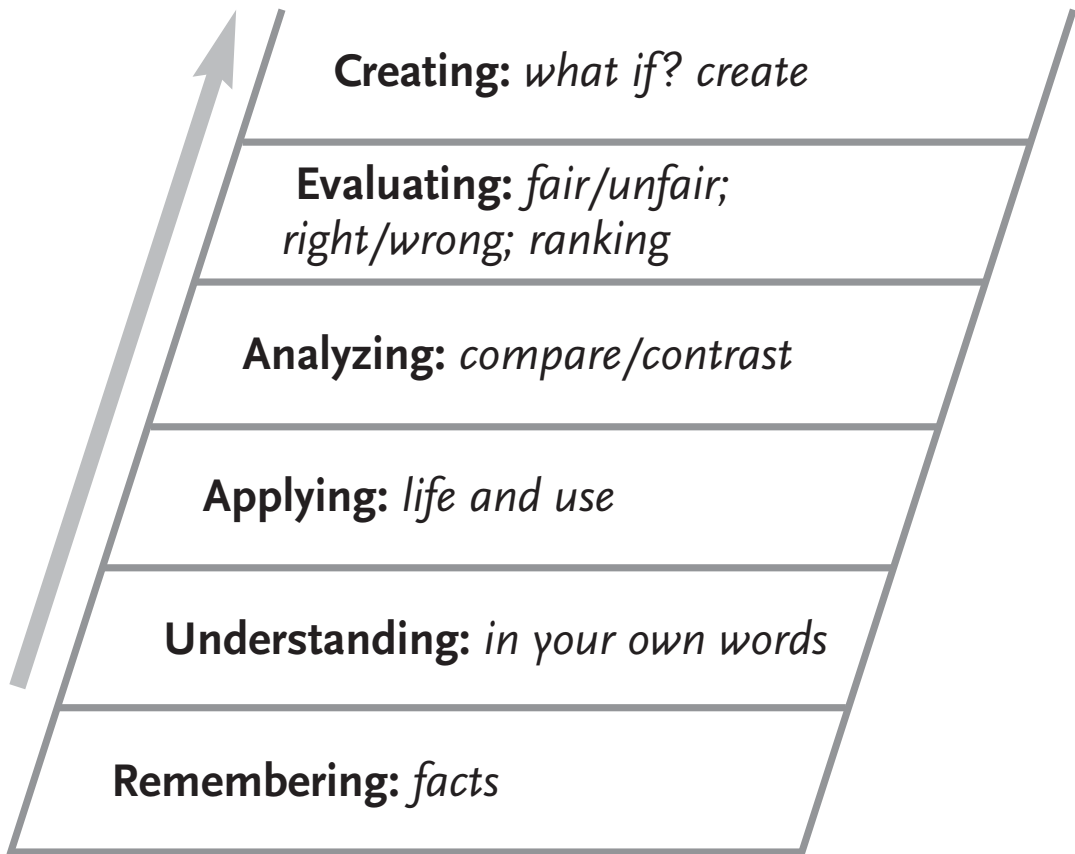 Creating: what if? create
Evaluating: fair/unfair;
right/wrong; ranking
Analyzing: compare/contrast
Applying: life and use
Understanding: in your own words
Remembering: facts